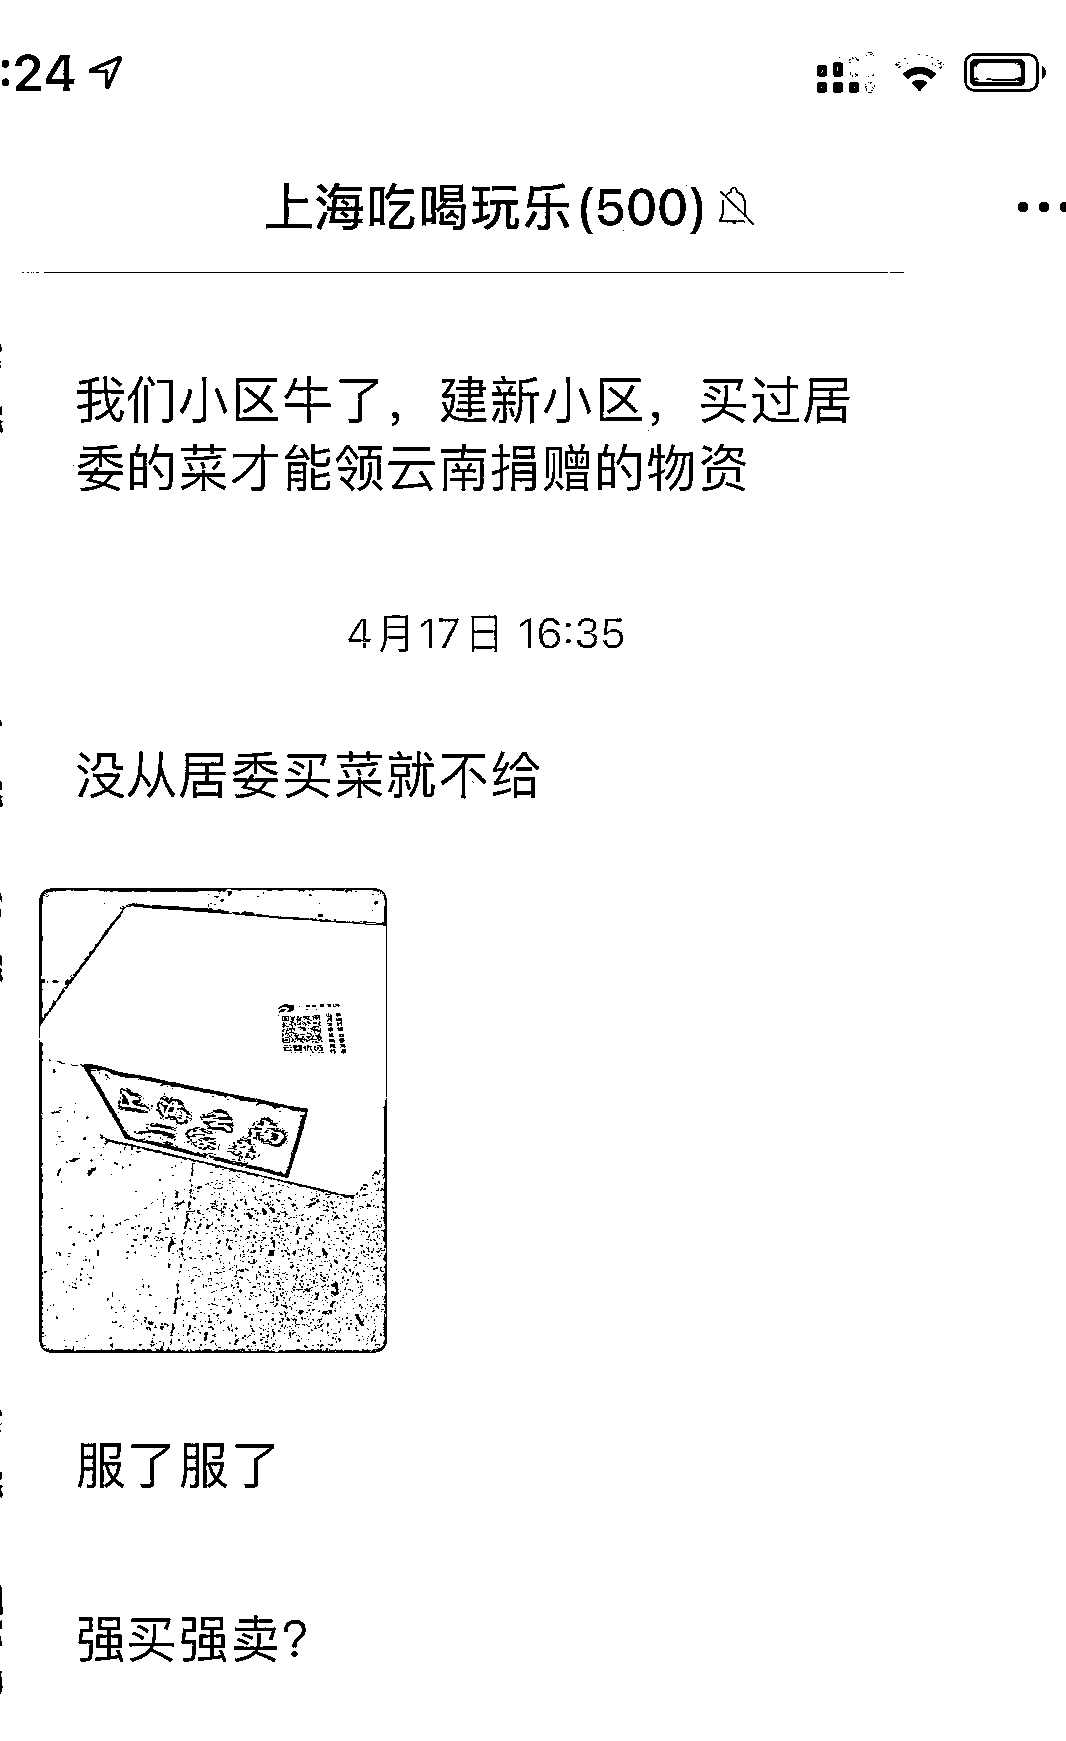 :24
上海吃喝玩乐(500)
我们小区牛了，建新小区，买过居
委的菜才能领云南捐赠的物资
4月17日 16:35
没从居委买菜就不给
服了服了
强买强卖？